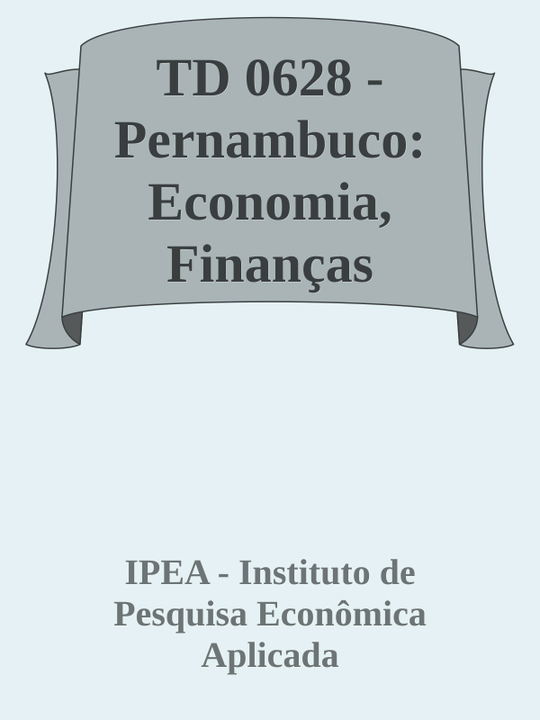 TD 0628 -
Pernambuco:
Economia,
Finanças
IPEA - Instituto de
Pesquisa Econômica
Aplicada